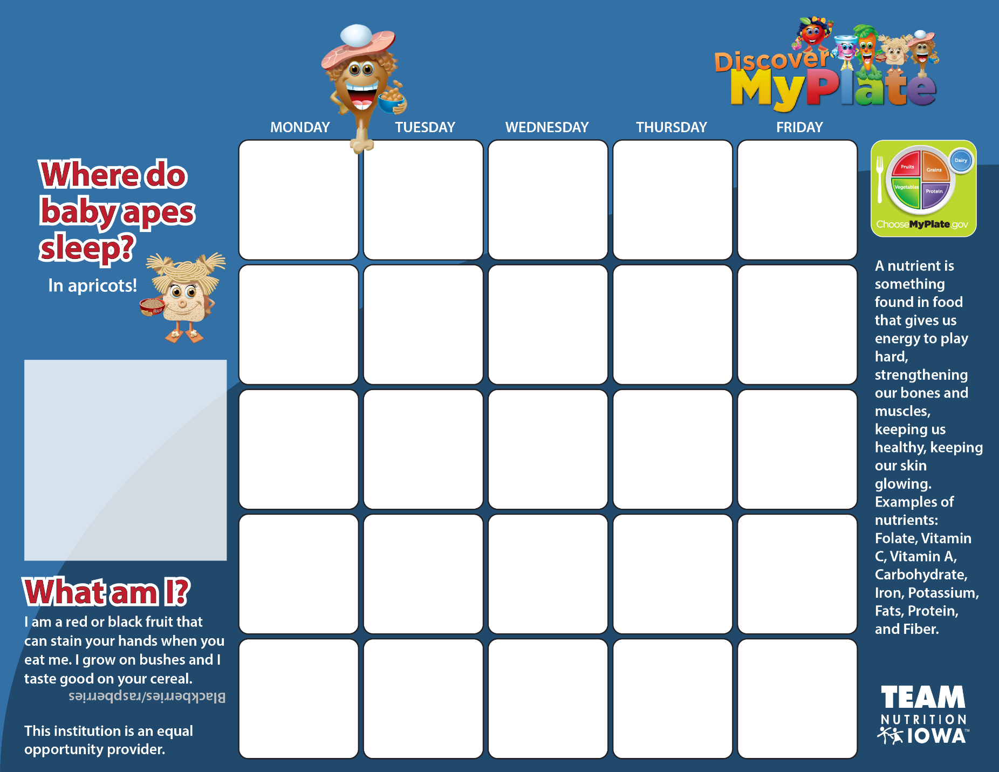 Discover
MyPlate
MONDAY
TUESDAY
WEDNESDAY
THURSDAY
FRIDAY
Where do
baby apes
sleep?
In apricots!
Rice
Fruits
Grains
Dairy
Vegetables
Protein
ChooseMyPlate.gov
A nutrient is
something
found in food
that gives us
energy to play
hard,
strengthening
our bones and
muscles,
keeping us
healthy, keeping
our skin
glowing.
Examples of
nutrients:
Folate, Vitamin
C, Vitamin A,
Carbohydrate,
Iron, Potassium,
Fats, Protein,
and Fiber.
What am I?
I am a red or black fruit that
can stain your hands when you
eat me. I grow on bushes and I
taste good on your cereal.
Blackberries/raspberries
This institution is an equal
opportunity provider.
TEAM
NUTRITION
IOWA™